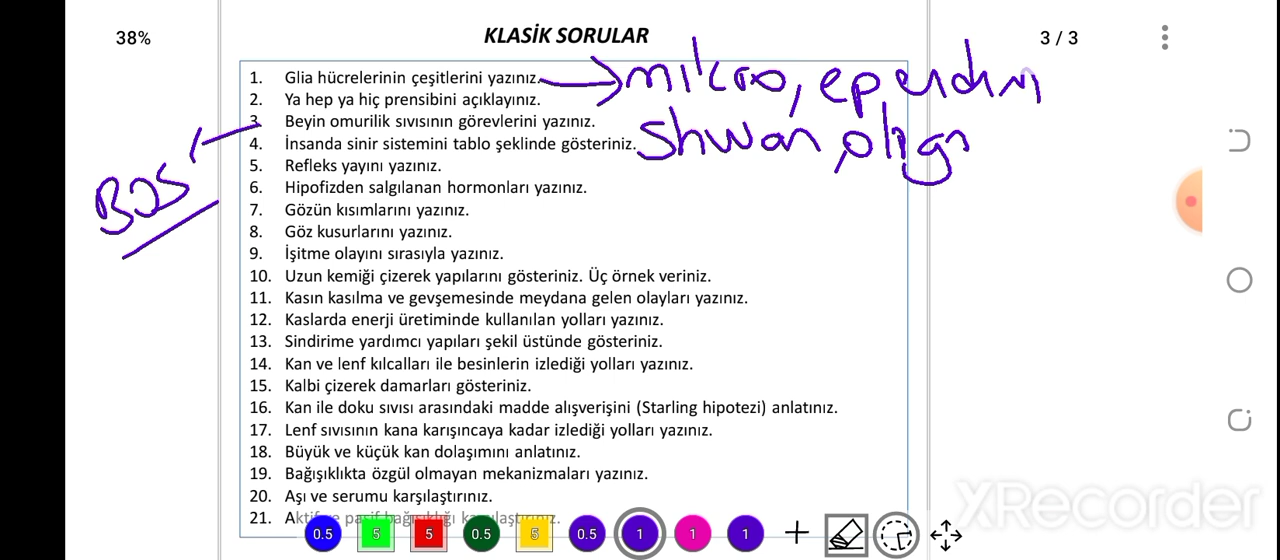 38%
KLASİK SORULAR
3 / 3
1. Glia hücrelerinin çeşitlerini yazınız.
mikro, ependim
2. Ya hep ya hiç prensibini açıklayınız.
3. Beyin omurilik sıvısının görevlerini yazınız.
4. İnsanda sinir sistemini tablo şeklinde gösteriniz.
Shwan, olign
5. Refleks yayını yazınız.
6. Hipofizden salgılanan hormonları yazınız.
BOS
7. Gözün kısımlarını yazınız.
8. Göz kusurlarını yazınız.
9. İşitme olayını sırasıyla yazınız.
10. Uzun kemiği çizerek yapılarını gösteriniz. Üç örnek veriniz.
11. Kasın kasılma ve gevşemesinde meydana gelen olayları yazınız.
12. Kaslarda enerji üretiminde kullanılan yolları yazınız.
13. Sindirime yardımcı yapıları şekil üstünde gösteriniz.
14. Kan ve lenf kılcalları ile besinlerin izlediği yolları yazınız.
15. Kalbi çizerek damarları gösteriniz.
16. Kan ile doku sıvısı arasındaki madde alışverişini (Starling hipotezi) anlatınız.
17. Lenf sıvısının kana karışıncaya kadar izlediği yolları yazınız.
18. Büyük ve küçük kan dolaşımını anlatınız.
19. Bağışıklıkta özgül olmayan mekanizmaları yazınız.
20. Aşı ve serumu karşılaştırınız.
21. Aktif ve pasif bağışıklığı karşılaştırınız.
0.5 5 5 0.5 5 0.5 1 1 1
XRecorder